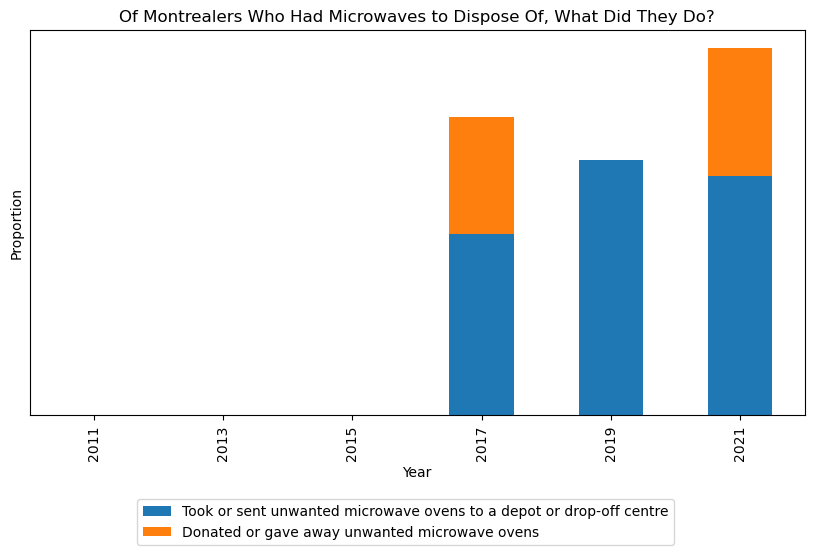 Of Montrealers Who Had Microwaves to Dispose Of, What Did They Do?
Proportion
2011
2013
2015
2017
2019
2021
Year
Took or sent unwanted microwave ovens to a depot or drop-off centre
Donated or gave away unwanted microwave ovens